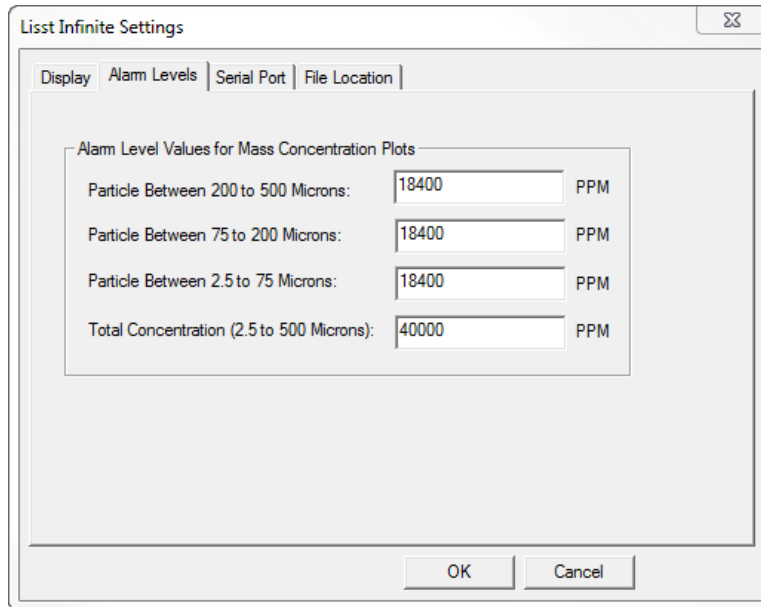 Lisst Infinite Settings
Display Alarm Levels Serial Port File Location
Alarm Level Values for Mass Concentration Plots
Particle Between 200 to 500 Microns: 18400 PPM
Particle Between 75 to 200 Microns: 18400 PPM
Particle Between 2.5 to 75 Microns: 18400 PPM
Total Concentration (2.5 to 500 Microns): 40000 PPM
OK Cancel